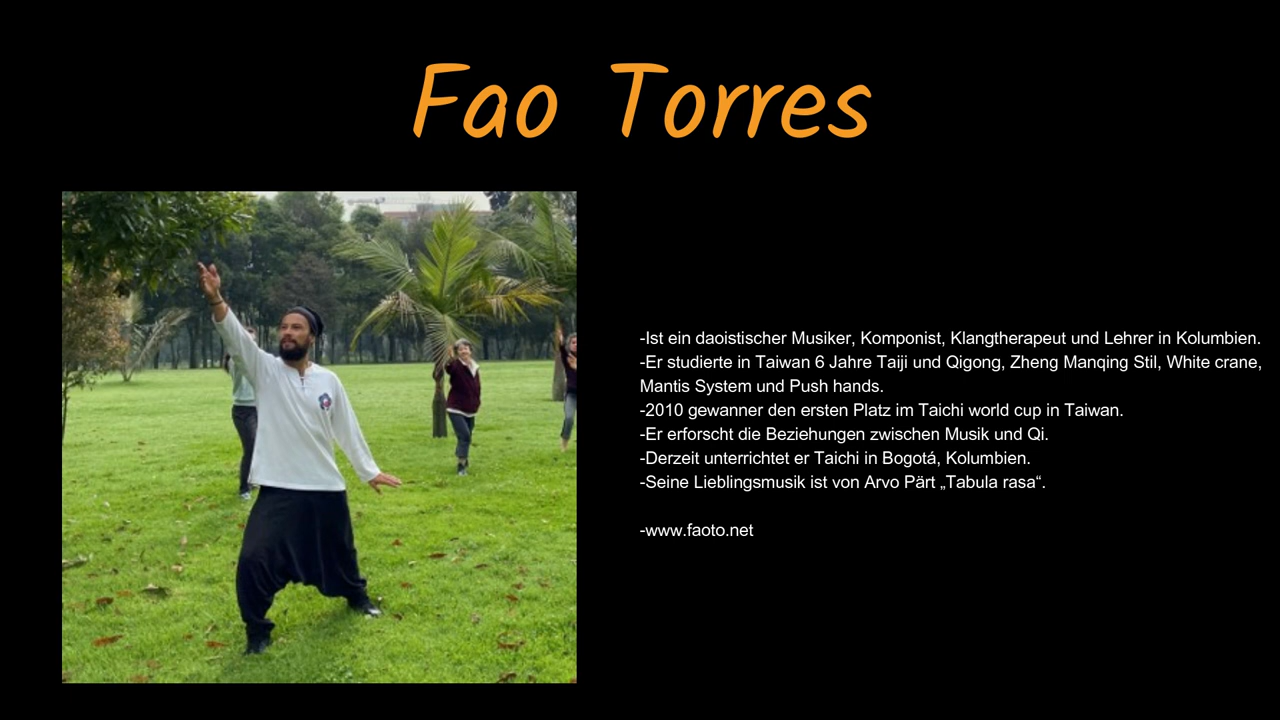 Fao Torres
-Ist ein daoistischer Musiker, Komponist, Klangtherapeut und Lehrer in Kolumbien.
-Er studierte in Taiwan 6 Jahre Taiji und Qigong, Zheng Manqing Stil, White crane,
Mantis System und Push hands.
-2010 gewanner den ersten Platz im Taichi world cup in Taiwan.
-Er erforscht die Beziehungen zwischen Musik und Qi.
-Derzeit unterrichtet er Taichi in Bogotá, Kolumbien.
-Seine Lieblingsmusik ist von Arvo Pärt „Tabula rasa“.
-www.faoto.net